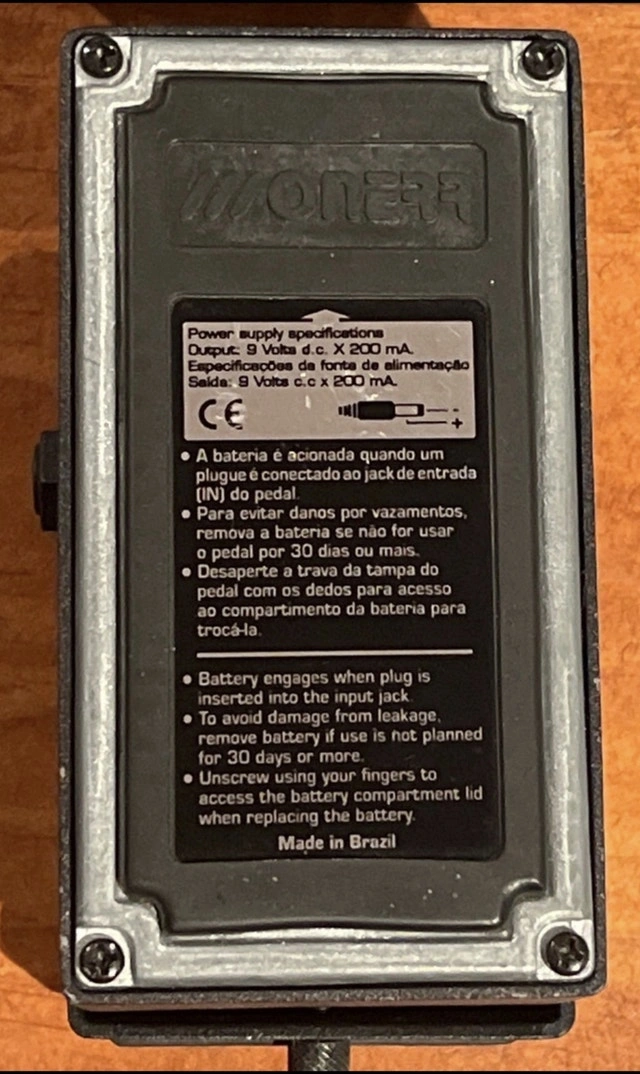 ONERR
Power supply specifications
Output: 9 Volts d.c. X 200 mA.
Especificações da fonte de alimentação
Saída: 9 Volts c.c x 200 mA.
CE
-
+
• A bateria é acionada quando um
plugue é conectado ao jack de entrada
(IN) do pedal.
• Para evitar danos por vazamentos,
remova a bateria se não for usar
o pedal por 30 dias ou mais.
• Desaperte a trava da tampa do
pedal com os dedos para acesso
ao compartimento da bateria para
trocá-la.
• Battery engages when plug is
inserted into the input jack.
• To avoid damage from leakage,
remove battery if use is not planned
for 30 days or more.
• Unscrew using your fingers to
access the battery compartment lid
when replacing the battery.
Made in Brazil